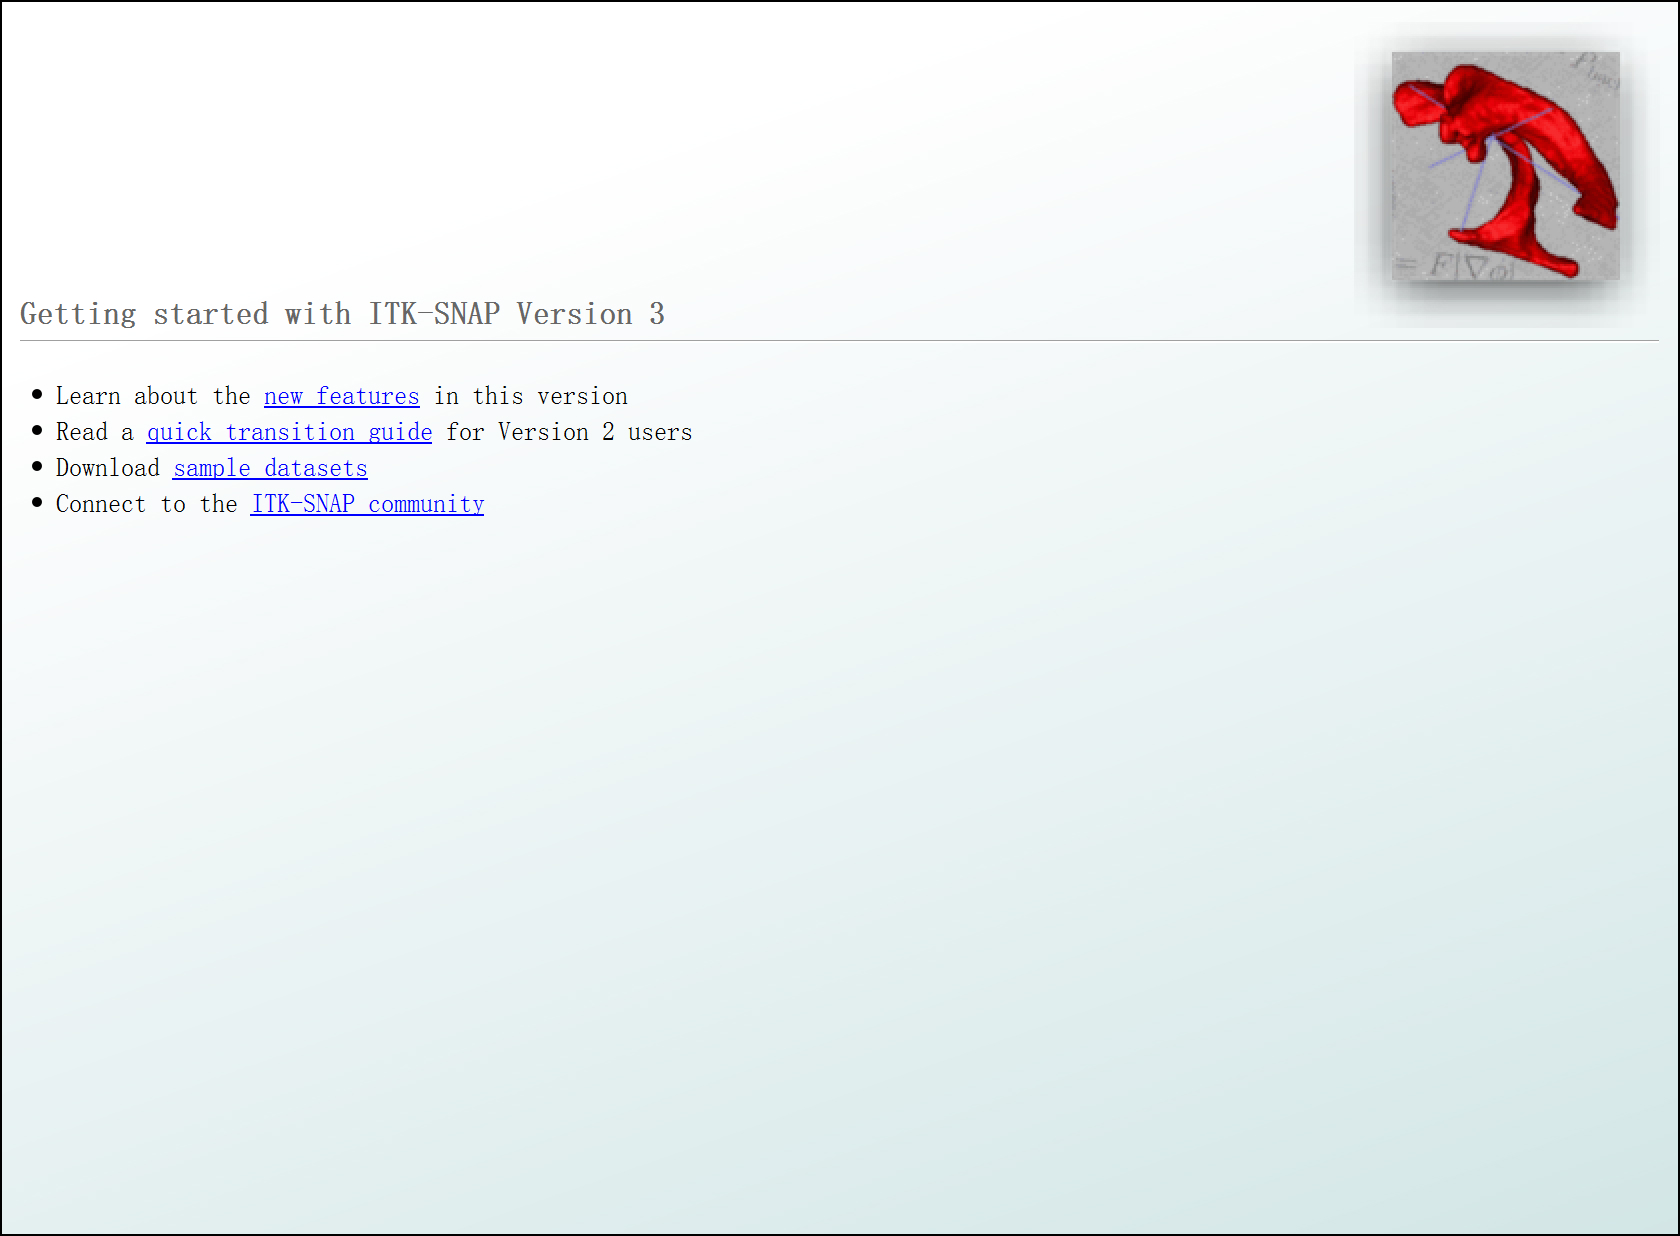 Getting started with ITK-SNAP Version 3
Learn about the new features in this version
Read a quick transition guide for Version 2 users
Download sample datasets
Connect to the ITK-SNAP community